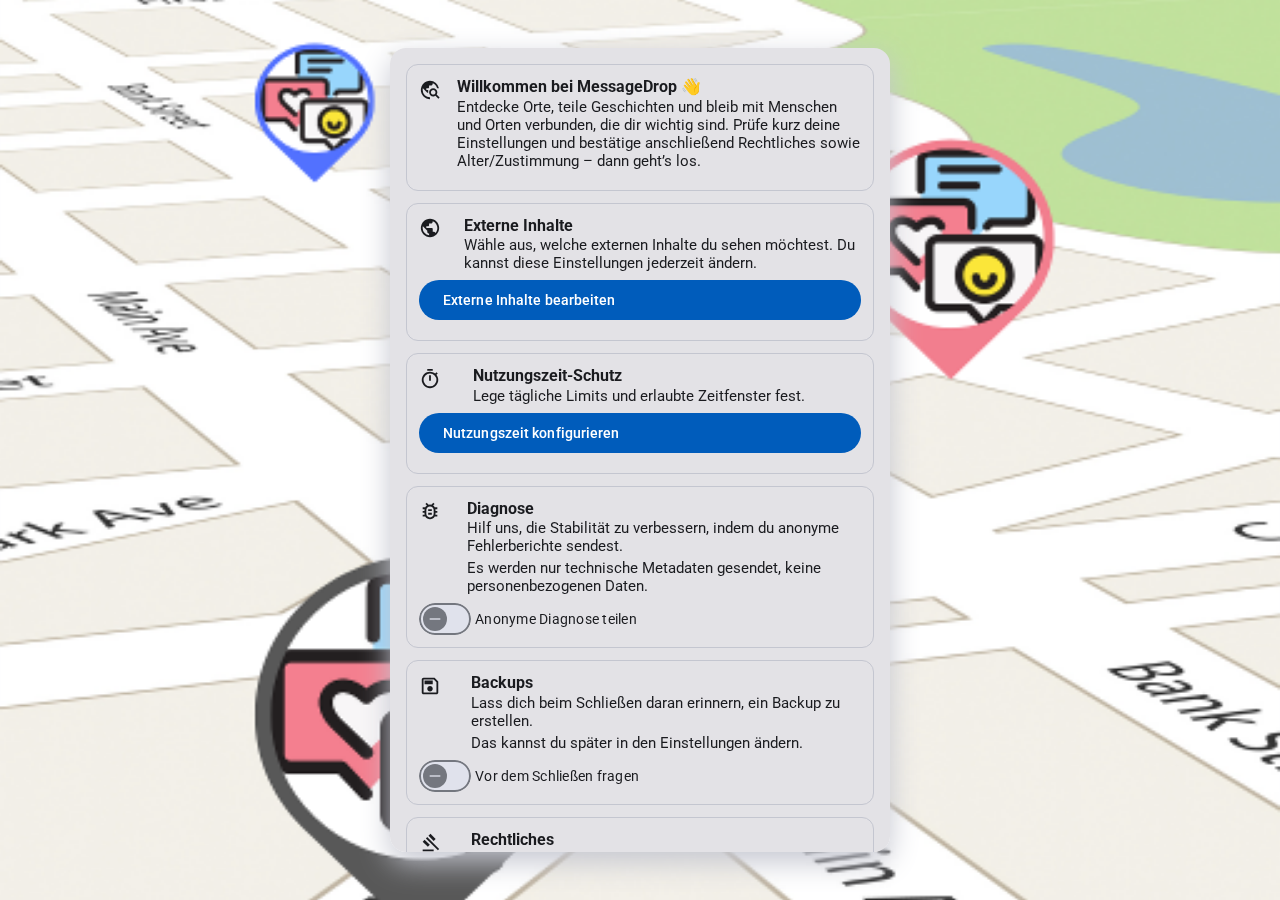 Bank Street
Willkommen bei MessageDrop 👋
Entdecke Orte, teile Geschichten und bleib mit Menschen
und Orten verbunden, die dir wichtig sind. Prüfe kurz deine
Einstellungen und bestätige anschließend Rechtliches sowie
Alter/Zustimmung – dann geht’s los.
Externe Inhalte
Wähle aus, welche externen Inhalte du sehen möchtest. Du
kannst diese Einstellungen jederzeit ändern.
Externe Inhalte bearbeiten
Main Ave
Nutzungszeit-Schutz
Lege tägliche Limits und erlaubte Zeitfenster fest.
Nutzungszeit konfigurieren
ark Ave
Diagnose
Hilf uns, die Stabilität zu verbessern, indem du anonyme
Fehlerberichte sendest.
Es werden nur technische Metadaten gesendet, keine
personenbezogenen Daten.
Anonyme Diagnose teilen
Backups
Lass dich beim Schließen daran erinnern, ein Backup zu
erstellen.
Das kannst du später in den Einstellungen ändern.
Vor dem Schließen fragen
Bank S
Rechtliches